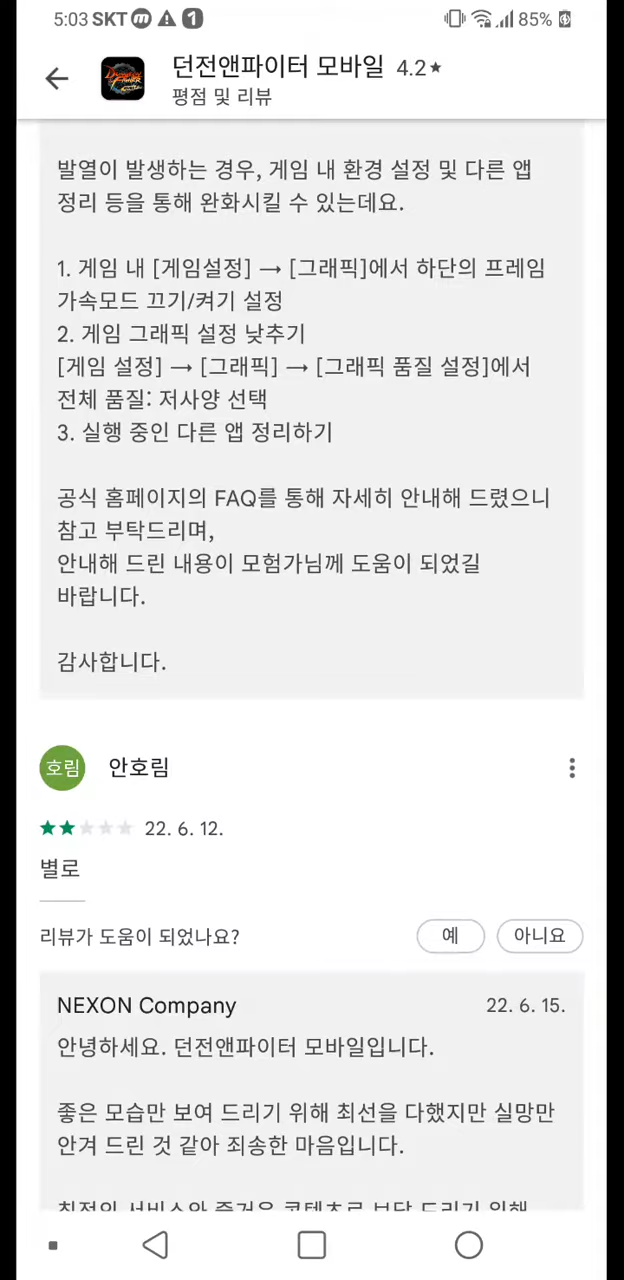 5:03 SKT m 1 85%
던전앤파이터 모바일 4.2★
평점 및 리뷰
발열이 발생하는 경우, 게임 내 환경 설정 및 다른 앱
정리 등을 통해 완화시킬 수 있는데요.
1. 게임 내 [게임설정] → [그래픽]에서 하단의 프레임
가속모드 끄기/켜기 설정
2. 게임 그래픽 설정 낮추기
[게임 설정] → [그래픽] → [그래픽 품질 설정]에서
전체 품질: 저사양 선택
3. 실행 중인 다른 앱 정리하기
공식 홈페이지의 FAQ를 통해 자세히 안내해 드렸으니
참고 부탁드리며,
안내해 드린 내용이 모험가님께 도움이 되었길
바랍니다.
감사합니다.
호림 안호림
22. 6. 12.
별로
리뷰가 도움이 되었나요? 예 아니요
NEXON Company 22. 6. 15.
안녕하세요. 던전앤파이터 모바일입니다.
좋은 모습만 보여 드리기 위해 최선을 다했지만 실망만
안겨 드린 것 같아 죄송한 마음입니다.